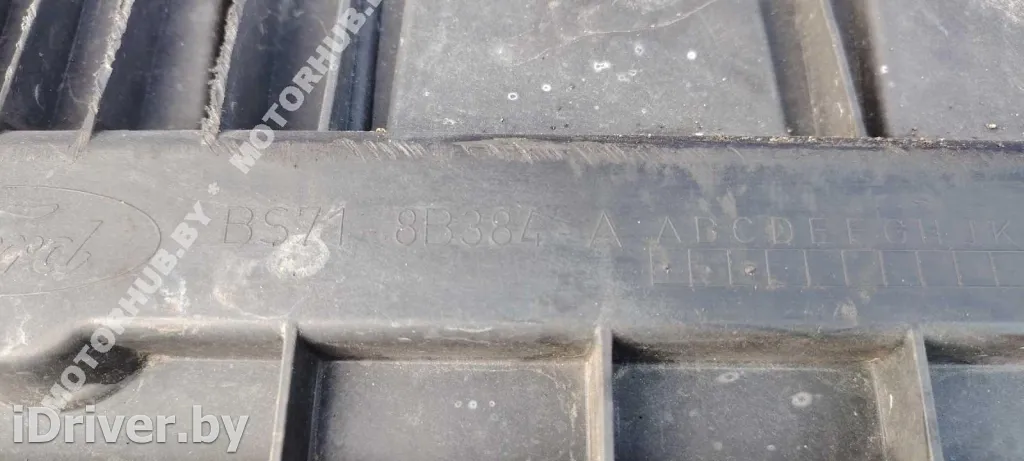 MOTORHUB.BY * MOTORHUB.BY
Ford BS71 - 8B384 - A ABCDEFGHJK
iDriver.by